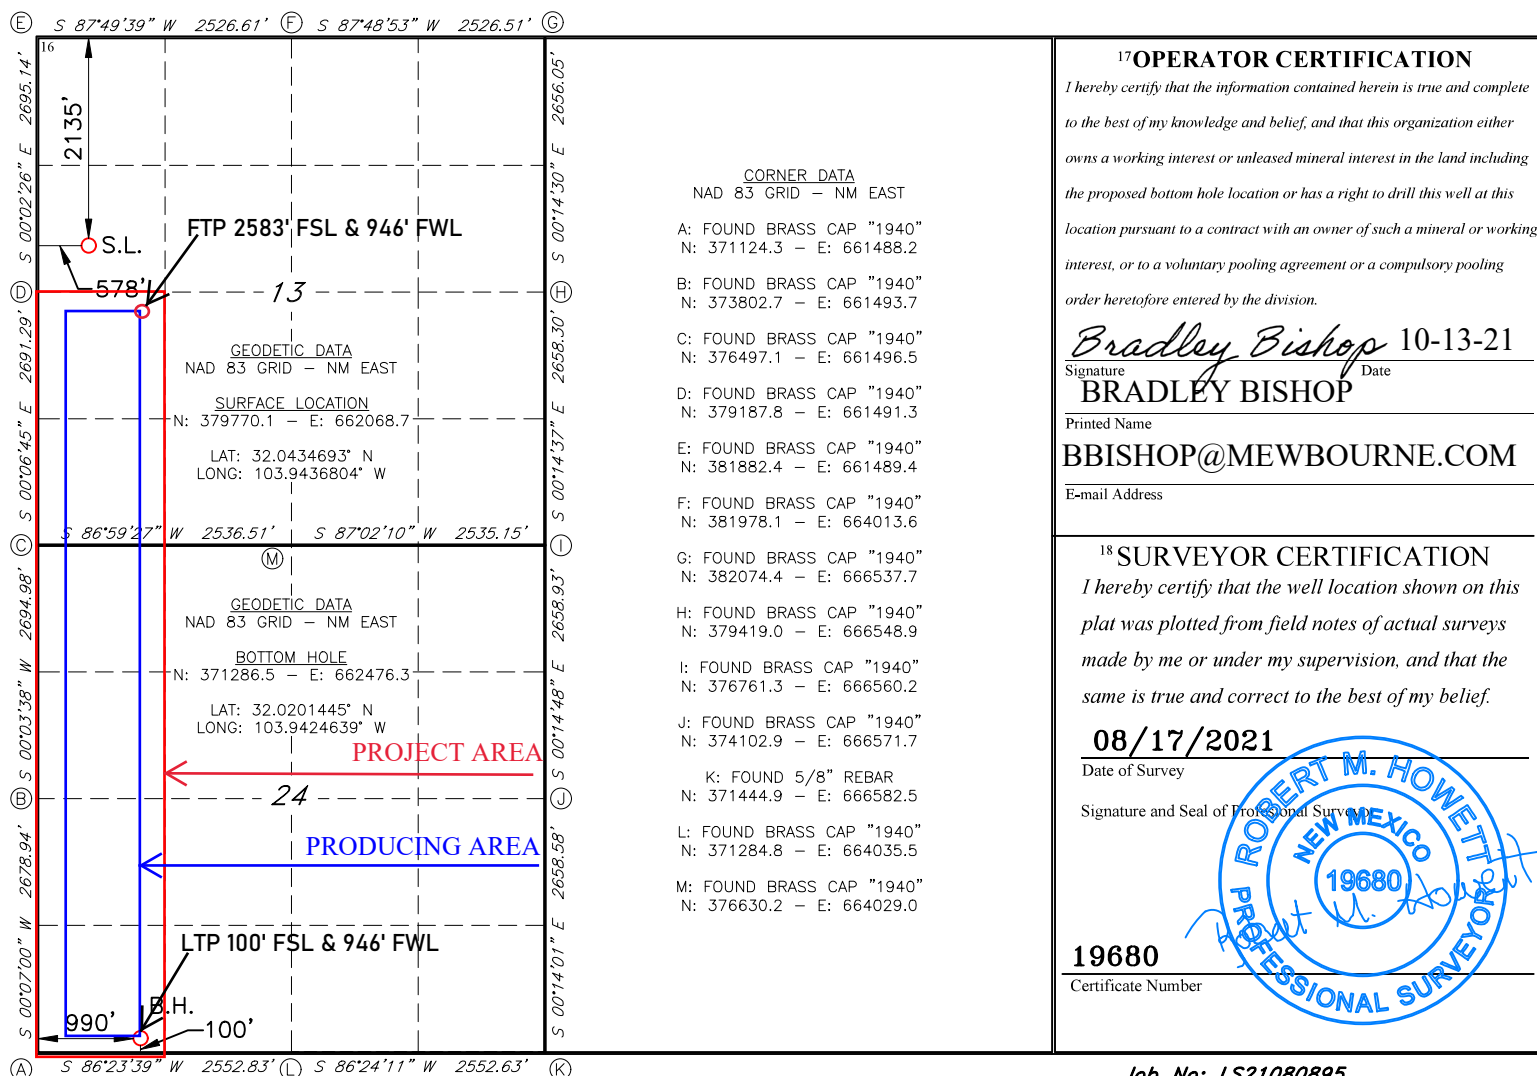 E S 87°49'39" W 2526.61' F S 87°48'53" W 2526.51' G
16
S 00°02'26" E 2695.14'
2135'
S 00°14'30" E 2656.05'
FTP 2583' FSL & 946' FWL
S.L.
578'
D 13 H
S 00°06'45" E 2691.29'
S 00°14'37" E 2658.30'
GEODETIC DATA
NAD 83 GRID – NM EAST
SURFACE LOCATION
N: 379770.1 – E: 662068.7
LAT: 32.0434693° N
LONG: 103.9436804° W
S 86°59'27" W 2536.51' S 87°02'10" W 2535.15'
C M I
S 00°03'38" W 2694.98'
S 00°14'48" E 2658.93'
GEODETIC DATA
NAD 83 GRID – NM EAST
BOTTOM HOLE
N: 371286.5 – E: 662476.3
LAT: 32.0201445° N
LONG: 103.9424639° W
PROJECT AREA
B 24 J
PRODUCING AREA
S 00°07'00" W 2678.94'
S 00°14'01" E 2658.58'
LTP 100' FSL & 946' FWL
B.H.
990' 100'
A S 86°23'39" W 2552.83' L S 86°24'11" W 2552.63' K
CORNER DATA
NAD 83 GRID – NM EAST
A: FOUND BRASS CAP "1940"
N: 371124.3 – E: 661488.2
B: FOUND BRASS CAP "1940"
N: 373802.7 – E: 661493.7
C: FOUND BRASS CAP "1940"
N: 376497.1 – E: 661496.5
D: FOUND BRASS CAP "1940"
N: 379187.8 – E: 661491.3
E: FOUND BRASS CAP "1940"
N: 381882.4 – E: 661489.4
F: FOUND BRASS CAP "1940"
N: 381978.1 – E: 664013.6
G: FOUND BRASS CAP "1940"
N: 382074.4 – E: 666537.7
H: FOUND BRASS CAP "1940"
N: 379419.0 – E: 666548.9
I: FOUND BRASS CAP "1940"
N: 376761.3 – E: 666560.2
J: FOUND BRASS CAP "1940"
N: 374102.9 – E: 666571.7
K: FOUND 5/8" REBAR
N: 371444.9 – E: 666582.5
L: FOUND BRASS CAP "1940"
N: 371284.8 – E: 664035.5
M: FOUND BRASS CAP "1940"
N: 376630.2 – E: 664029.0
17 OPERATOR CERTIFICATION
I hereby certify that the information contained herein is true and complete
to the best of my knowledge and belief, and that this organization either
owns a working interest or unleased mineral interest in the land including
the proposed bottom hole location or has a right to drill this well at this
location pursuant to a contract with an owner of such a mineral or working
interest, or to a voluntary pooling agreement or a compulsory pooling
order heretofore entered by the division.
Bradley Bishop 10-13-21
Signature Date
BRADLEY BISHOP
Printed Name
BBISHOP@MEWBOURNE.COM
E-mail Address
18 SURVEYOR CERTIFICATION
I hereby certify that the well location shown on this
plat was plotted from field notes of actual surveys
made by me or under my supervision, and that the
same is true and correct to the best of my belief.
08/17/2021
Date of Survey
Signature and Seal of Professional Surveyor
ROBERT M. HOWETT
NEW MEXICO
19680
PROFESSIONAL SURVEYOR
Robert M. Howett
19680
Certificate Number
Job No: LS21080895